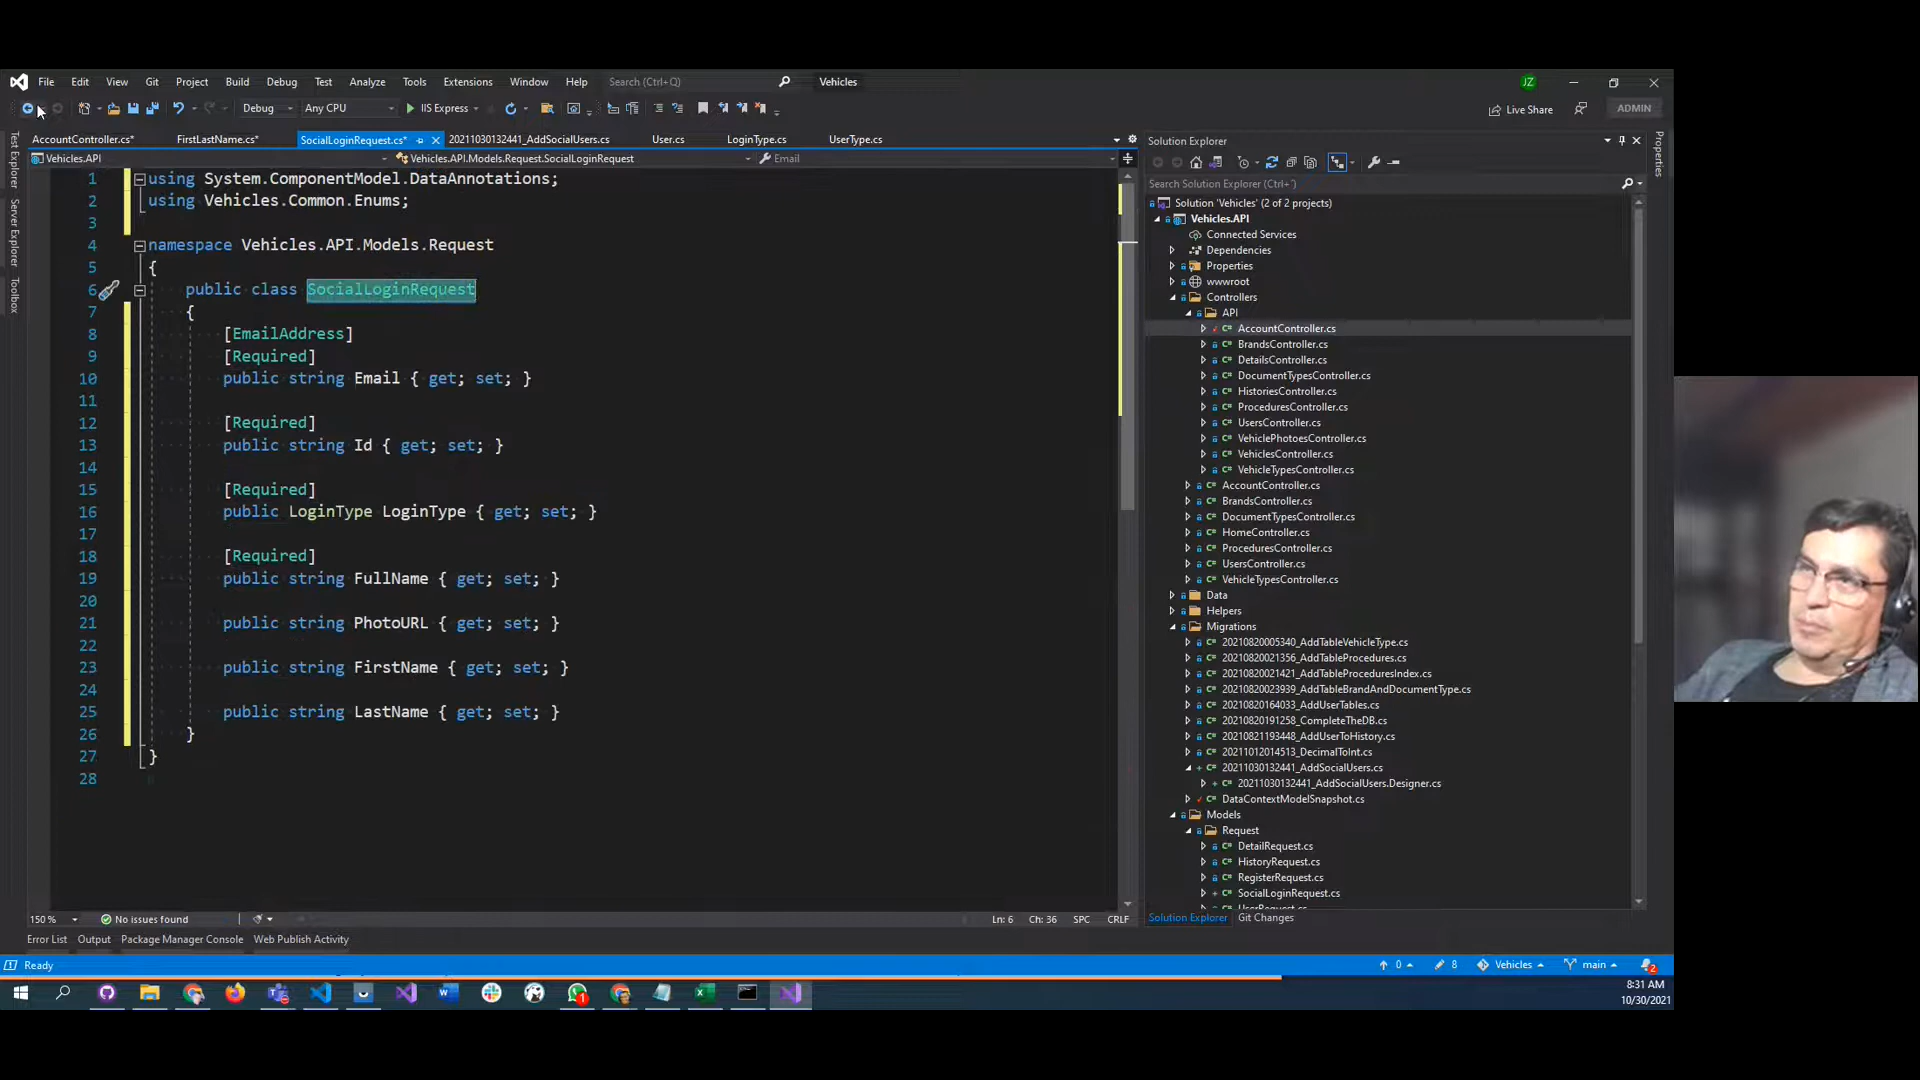 File Edit View Git Project Build Debug Test Analyze Tools Extensions Window Help Search (Ctrl+Q) Vehicles JZ
Debug Any CPU IIS Express Live Share ADMIN
AccountController.cs* FirstLastName.cs* SocialLoginRequest.cs* 20211030132441_AddSocialUsers.cs User.cs LoginType.cs UserType.cs
Vehicles.API Vehicles.API.Models.Request.SocialLoginRequest Email
Test Explorer
Server Explorer
Toolbox
1 using System.ComponentModel.DataAnnotations;
2 using Vehicles.Common.Enums;
3
4 namespace Vehicles.API.Models.Request
5 {
6 public class SocialLoginRequest
7 {
8 [EmailAddress]
9 [Required]
10 public string Email { get; set; }
11
12 [Required]
13 public string Id { get; set; }
14
15 [Required]
16 public LoginType LoginType { get; set; }
17
18 [Required]
19 public string FullName { get; set; }
20
21 public string PhotoURL { get; set; }
22
23 public string FirstName { get; set; }
24
25 public string LastName { get; set; }
26 }
27 }
28
150 % No issues found Ln: 6 Ch: 36 SPC CRLF
Solution Explorer
Search Solution Explorer (Ctrl+´)
Solution 'Vehicles' (2 of 2 projects)
Vehicles.API
Connected Services
Dependencies
Properties
wwwroot
Controllers
API
AccountController.cs
BrandsController.cs
DetailsController.cs
DocumentTypesController.cs
HistoriesController.cs
ProceduresController.cs
UsersController.cs
VehiclePhotoesController.cs
VehiclesController.cs
VehicleTypesController.cs
AccountController.cs
BrandsController.cs
DocumentTypesController.cs
HomeController.cs
ProceduresController.cs
UsersController.cs
VehicleTypesController.cs
Data
Helpers
Migrations
20210820005340_AddTableVehicleType.cs
20210820021356_AddTableProcedures.cs
20210820021421_AddTableProceduresIndex.cs
20210820023939_AddTableBrandAndDocumentType.cs
20210820164033_AddUserTables.cs
20210820191258_CompleteTheDB.cs
20210821193448_AddUserToHistory.cs
20211012014513_DecimalToInt.cs
20211030132441_AddSocialUsers.cs
20211030132441_AddSocialUsers.Designer.cs
DataContextModelSnapshot.cs
Models
Request
DetailRequest.cs
HistoryRequest.cs
RegisterRequest.cs
SocialLoginRequest.cs
UserRequest.cs
Solution Explorer Git Changes
Properties
Error List Output Package Manager Console Web Publish Activity
Ready 0 8 Vehicles main 2
8:31 AM
10/30/2021